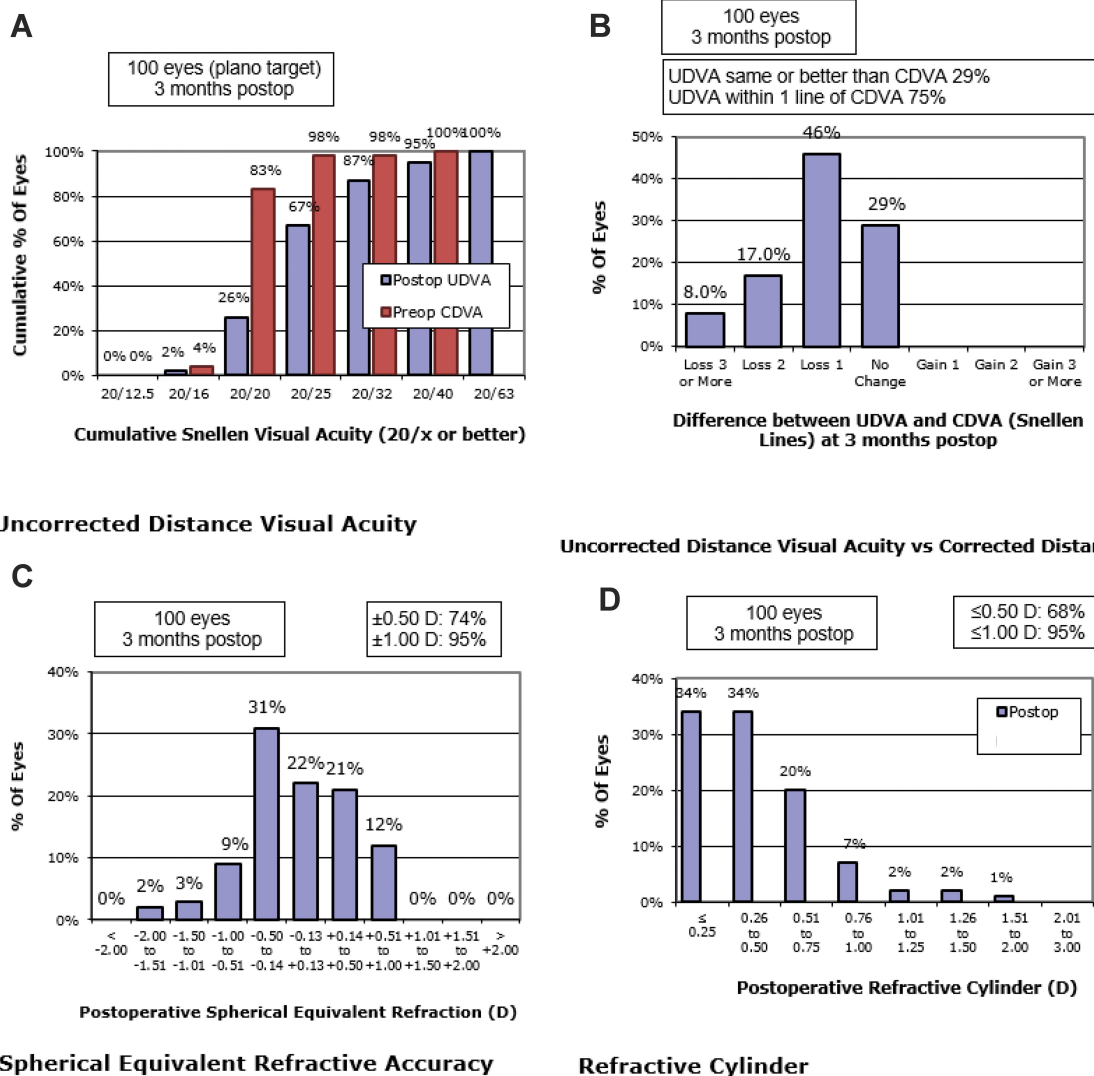 A
100 eyes (plano target)
3 months postop
Cumulative % Of Eyes
100%
80%
60%
40%
20%
0%
0% 0%
2% 4%
26% 83%
67% 98%
87% 98%
95% 100%
100%
Postop UDVA
Preop CDVA
20/12.5 20/16 20/20 20/25 20/32 20/40 20/63
Cumulative Snellen Visual Acuity (20/x or better)
Uncorrected Distance Visual Acuity
B
100 eyes
3 months postop
UDVA same or better than CDVA 29%
UDVA within 1 line of CDVA 75%
% Of Eyes
50%
40%
30%
20%
10%
0%
8.0% 17.0% 46% 29%
Loss 3 Loss 2 Loss 1 No Gain 1 Gain 2 Gain 3
or More Change or More
Difference between UDVA and CDVA (Snellen
Lines) at 3 months postop
Uncorrected Distance Visual Acuity vs Corrected Distan
C
100 eyes
3 months postop
±0.50 D: 74%
±1.00 D: 95%
% Of Eyes
40%
30%
20%
10%
0%
0% 2% 3% 9% 31% 22% 21% 12% 0% 0% 0%
< -2.00 -1.50 -1.00 -0.50 -0.13 +0.14 +0.51 +1.01 +1.51 >
-2.00 to to to to to to to to to +2.00
-1.51 -1.01 -0.51 -0.14 +0.13 +0.50 +1.00 +1.50 +2.00
Postoperative Spherical Equivalent Refraction (D)
Spherical Equivalent Refractive Accuracy
D
100 eyes
3 months postop
≤0.50 D: 68%
≤1.00 D: 95%
% Of Eyes
40%
30%
20%
10%
0%
34% 34% 20% 7% 2% 2% 1%
Postop
≤ 0.26 0.51 0.76 1.01 1.26 1.51 2.01
0.25 to to to to to to to
0.50 0.75 1.00 1.25 1.50 2.00 3.00
Postoperative Refractive Cylinder (D)
Refractive Cylinder